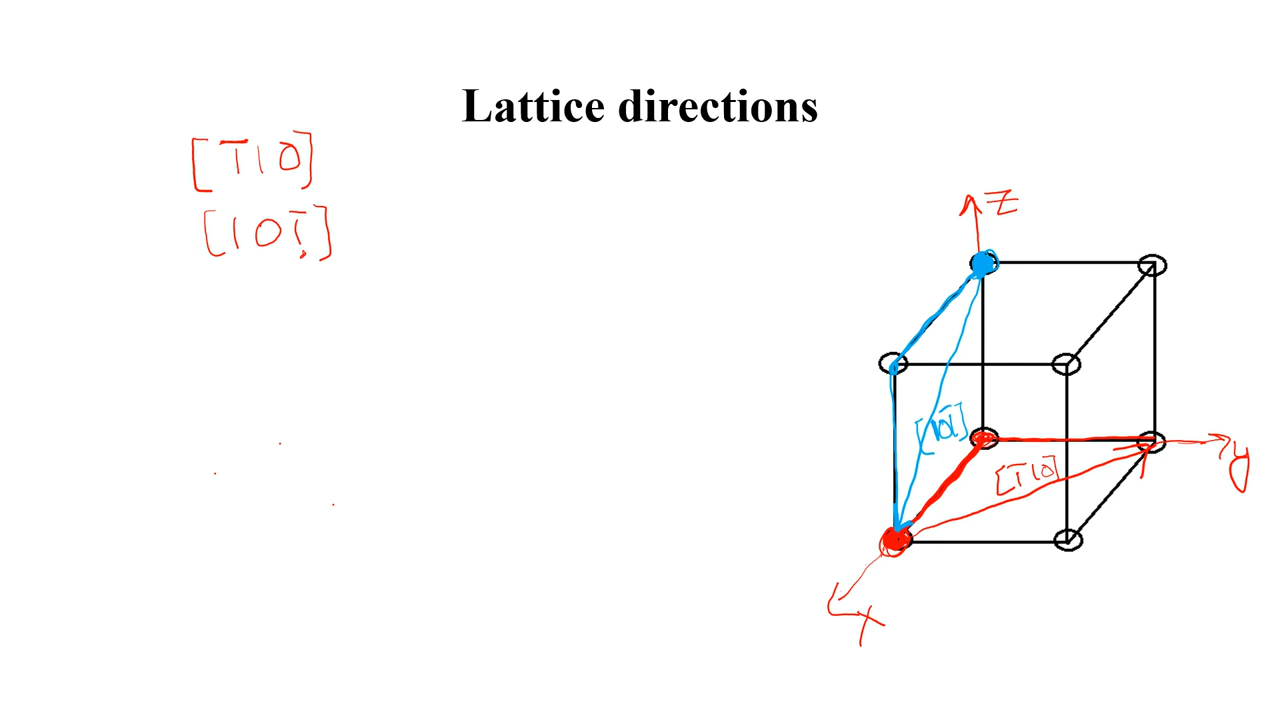 Lattice directions
[1̅10]
[101̅]
z
[101̅]
[1̅10]
y
x